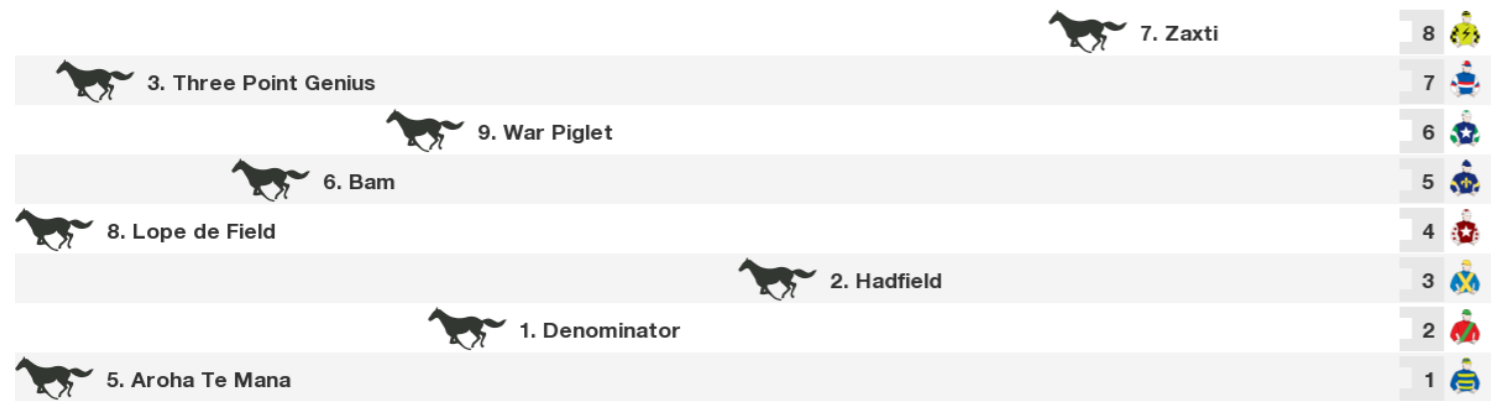 7. Zaxti 8
3. Three Point Genius 7
9. War Piglet 6
6. Bam 5
8. Lope de Field 4
2. Hadfield 3
1. Denominator 2
5. Aroha Te Mana 1